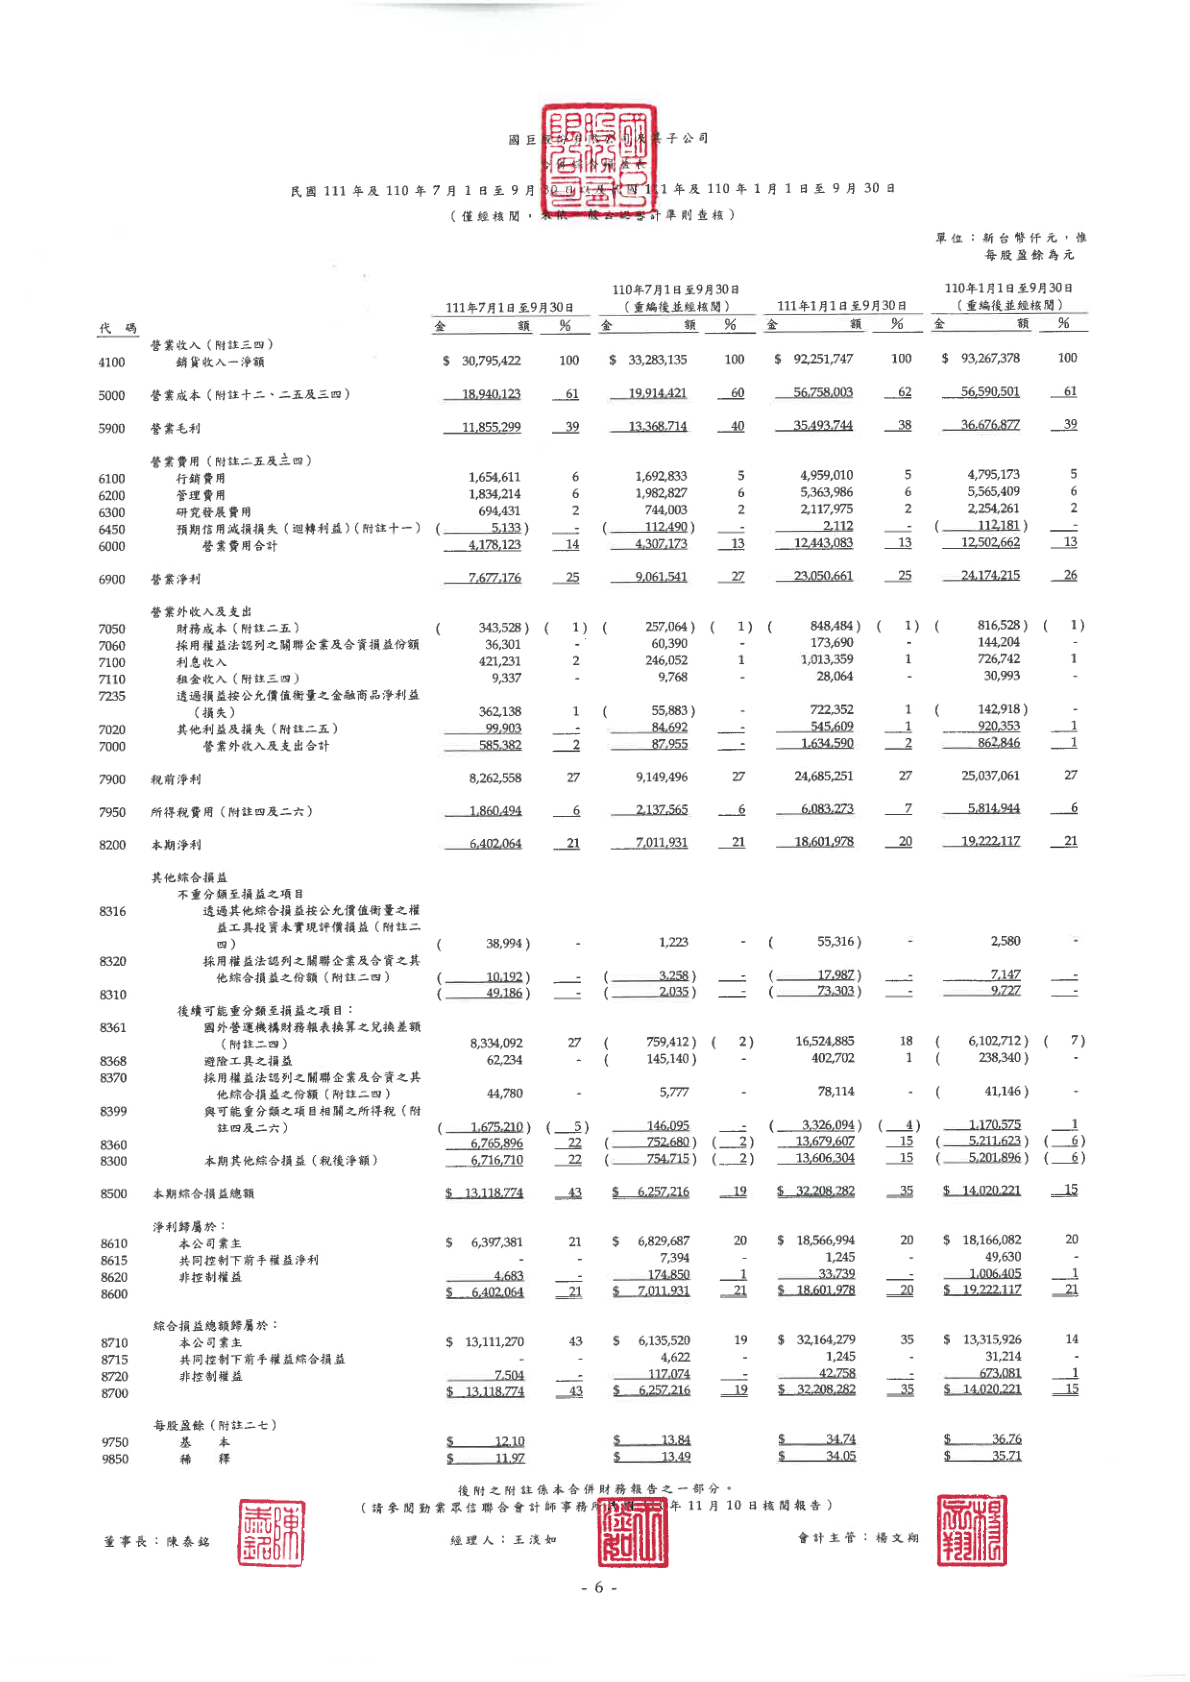 國巨股份有限公司及其子公司
合併綜合損益表
民國 111 年及 110 年 7 月 1 日至 9 月 30 日以及民國 111 年及 110 年 1 月 1 日至 9 月 30 日
（僅經核閱，未依一般公認審計準則查核）
單位：新台幣仟元，惟
每股盈餘為元
110年7月1日至9月30日 110年1月1日至9月30日
111年7月1日至9月30日 （重編後並經核閱） 111年1月1日至9月30日 （重編後並經核閱）
代 碼 金 額 % 金 額 % 金 額 % 金 額 %
營業收入（附註三四）
4100 銷貨收入－淨額 $ 30,795,422 100 $ 33,283,135 100 $ 92,251,747 100 $ 93,267,378 100
5000 營業成本（附註十二、二五及三四） 18,940,123 61 19,914,421 60 56,758,003 62 56,590,501 61
5900 營業毛利 11,855,299 39 13,368,714 40 35,493,744 38 36,676,877 39
營業費用（附註二五及三四）
6100 行銷費用 1,654,611 6 1,692,833 5 4,959,010 5 4,795,173 5
6200 管理費用 1,834,214 6 1,982,827 6 5,363,986 6 5,565,409 6
6300 研究發展費用 694,431 2 744,003 2 2,117,975 2 2,254,261 2
6450 預期信用減損損失（迴轉利益）（附註十一） ( 5,133 ) - ( 112,490 ) - 2,112 - ( 112,181 ) -
6000 營業費用合計 4,178,123 14 4,307,173 13 12,443,083 13 12,502,662 13
6900 營業淨利 7,677,176 25 9,061,541 27 23,050,661 25 24,174,215 26
營業外收入及支出
7050 財務成本（附註二五） ( 343,528 ) ( 1 ) ( 257,064 ) ( 1 ) ( 848,484 ) ( 1 ) ( 816,528 ) ( 1 )
7060 採用權益法認列之關聯企業及合資損益份額 36,301 - 60,390 - 173,690 - 144,204 -
7100 利息收入 421,231 2 246,052 1 1,013,359 1 726,742 1
7110 租金收入（附註三四） 9,337 - 9,768 - 28,064 - 30,993 -
7235 透過損益按公允價值衡量之金融商品淨利益
（損失） 362,138 1 ( 55,883 ) - 722,352 1 ( 142,918 ) -
7020 其他利益及損失（附註二五） 99,903 - 84,692 - 545,609 1 920,353 1
7000 營業外收入及支出合計 585,382 2 87,955 - 1,634,590 2 862,846 1
7900 稅前淨利 8,262,558 27 9,149,496 27 24,685,251 27 25,037,061 27
7950 所得稅費用（附註四及二六） 1,860,494 6 2,137,565 6 6,083,273 7 5,814,944 6
8200 本期淨利 6,402,064 21 7,011,931 21 18,601,978 20 19,222,117 21
其他綜合損益
不重分類至損益之項目
8316 透過其他綜合損益按公允價值衡量之權
益工具投資未實現評價損益（附註二
四） ( 38,994 ) - 1,223 - ( 55,316 ) - 2,580 -
8320 採用權益法認列之關聯企業及合資之其
他綜合損益之份額（附註二四） ( 10,192 ) - ( 3,258 ) - ( 17,987 ) - 7,147 -
8310 ( 49,186 ) - ( 2,035 ) - ( 73,303 ) - 9,727 -
後續可能重分類至損益之項目：
8361 國外營運機構財務報表換算之兌換差額
（附註二四） 8,334,092 27 ( 759,412 ) ( 2 ) 16,524,885 18 ( 6,102,712 ) ( 7 )
8368 避險工具之損益 62,234 - ( 145,140 ) - 402,702 1 ( 238,340 ) -
8370 採用權益法認列之關聯企業及合資之其
他綜合損益之份額（附註二四） 44,780 - 5,777 - 78,114 - ( 41,146 ) -
8399 與可能重分類之項目相關之所得稅（附
註四及二六） ( 1,675,210 ) ( 5 ) 146,095 - ( 3,326,094 ) ( 4 ) 1,170,575 1
8360 6,765,896 22 ( 752,680 ) ( 2 ) 13,679,607 15 ( 5,211,623 ) ( 6 )
8300 本期其他綜合損益（稅後淨額） 6,716,710 22 ( 754,715 ) ( 2 ) 13,606,304 15 ( 5,201,896 ) ( 6 )
8500 本期綜合損益總額 $ 13,118,774 43 $ 6,257,216 19 $ 32,208,282 35 $ 14,020,221 15
淨利歸屬於：
8610 本公司業主 $ 6,397,381 21 $ 6,829,687 20 $ 18,566,994 20 $ 18,166,082 20
8615 共同控制下前手權益淨利 - - 7,394 - 1,245 - 49,630 -
8620 非控制權益 4,683 - 174,850 1 33,739 - 1,006,405 1
8600 $ 6,402,064 21 $ 7,011,931 21 $ 18,601,978 20 $ 19,222,117 21
綜合損益總額歸屬於：
8710 本公司業主 $ 13,111,270 43 $ 6,135,520 19 $ 32,164,279 35 $ 13,315,926 14
8715 共同控制下前手權益綜合損益 - - 4,622 - 1,245 - 31,214 -
8720 非控制權益 7,504 - 117,074 - 42,758 - 673,081 1
8700 $ 13,118,774 43 $ 6,257,216 19 $ 32,208,282 35 $ 14,020,221 15
每股盈餘（附註二七）
9750 基 本 $ 12.10 $ 13.84 $ 34.74 $ 36.76
9850 稀 釋 $ 11.97 $ 13.49 $ 34.05 $ 35.71
後附之附註係本合併財務報告之一部分。
（請參閱勤業眾信聯合會計師事務所 年 11 月 10 日核閱報告）
董事長：陳泰銘 經理人：王淡如 會計主管：楊文翔
陳泰銘
- 6 -